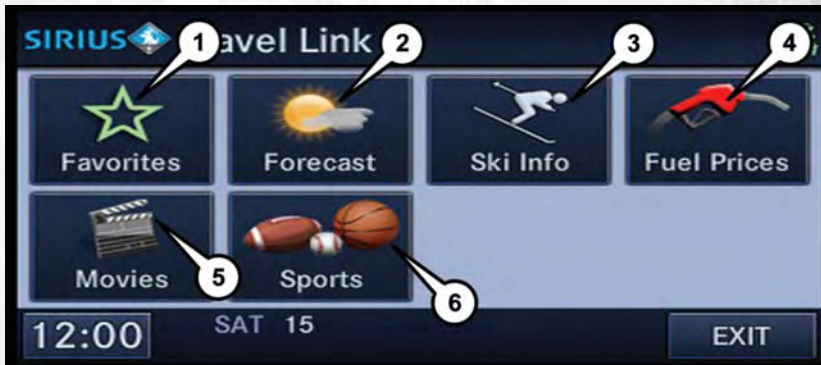 SIRIUS 1 avel Link 2 3 4
Favorites Forecast Ski Info Fuel Prices
Movies 5 Sports 6
12:00 SAT 15 EXIT